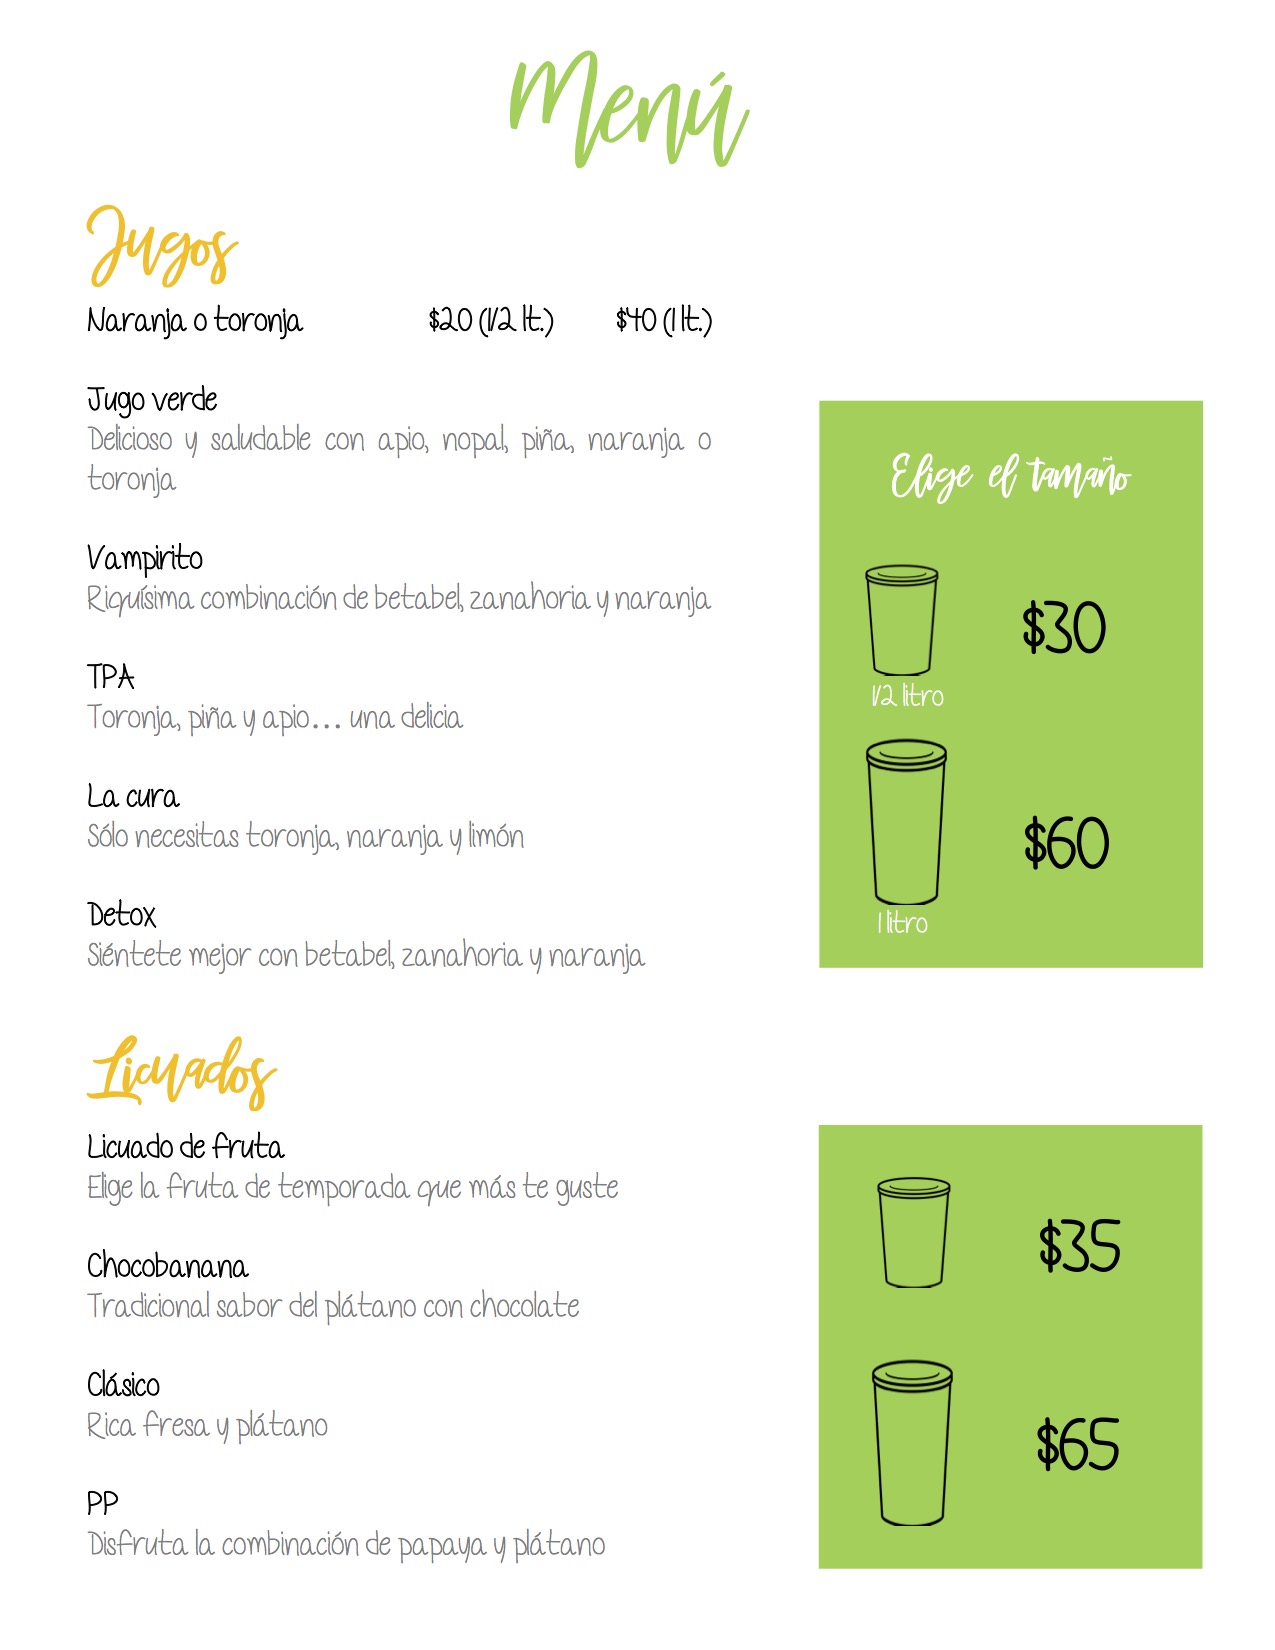 Menú
Jugos
Naranja o toronja $20 (1/2 lt.) $40 (1 lt.)
Jugo verde
Delicioso y saludable con apio, nopal, piña, naranja o
toronja
Vampirito
Riquísima combinación de betabel, zanahoria y naranja
TPA
Toronja, piña y apio... una delicia
La cura
Sólo necesitas toronja, naranja y limón
Detox
Siéntete mejor con betabel, zanahoria y naranja
Elige el tamaño
$30
1/2 litro
$60
1 litro
Licuados
Licuado de fruta
Elige la fruta de temporada que más te guste
Chocobanana
Tradicional sabor del plátano con chocolate
Clásico
Rica fresa y plátano
PP
Disfruta la combinación de papaya y plátano
$35
$65